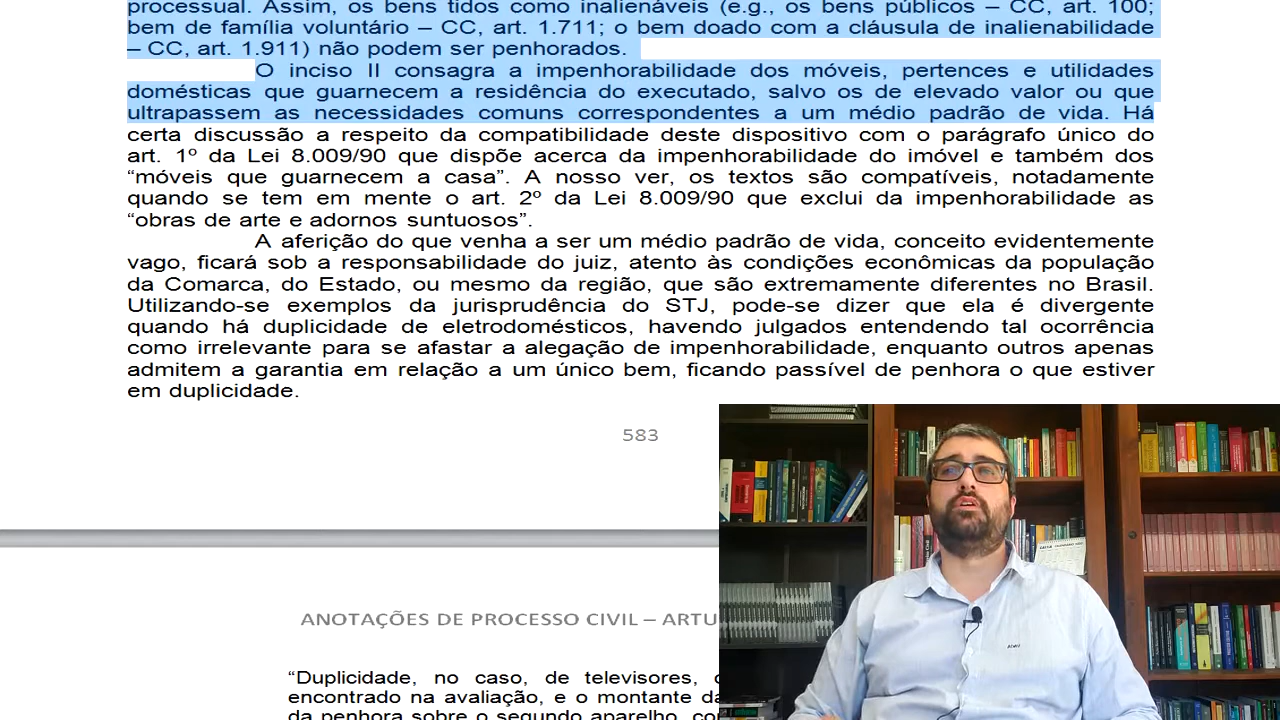 processual. Assim, os bens tidos como inalienáveis (e.g., os bens públicos – CC, art. 100;
bem de família voluntário – CC, art. 1.711; o bem doado com a cláusula de inalienabilidade
– CC, art. 1.911) não podem ser penhorados.
O inciso II consagra a impenhorabilidade dos móveis, pertences e utilidades
domésticas que guarnecem a residência do executado, salvo os de elevado valor ou que
ultrapassem as necessidades comuns correspondentes a um médio padrão de vida. Há
certa discussão a respeito da compatibilidade deste dispositivo com o parágrafo único do
art. 1º da Lei 8.009/90 que dispõe acerca da impenhorabilidade do imóvel e também dos
“móveis que guarnecem a casa”. A nosso ver, os textos são compatíveis, notadamente
quando se tem em mente o art. 2º da Lei 8.009/90 que exclui da impenhorabilidade as
“obras de arte e adornos suntuosos”.
A aferição do que venha a ser um médio padrão de vida, conceito evidentemente
vago, ficará sob a responsabilidade do juiz, atento às condições econômicas da população
da Comarca, do Estado, ou mesmo da região, que são extremamente diferentes no Brasil.
Utilizando-se exemplos da jurisprudência do STJ, pode-se dizer que ela é divergente
quando há duplicidade de eletrodomésticos, havendo julgados entendendo tal ocorrência
como irrelevante para se afastar a alegação de impenhorabilidade, enquanto outros apenas
admitem a garantia em relação a um único bem, ficando passível de penhora o que estiver
em duplicidade.
583
ANOTAÇÕES DE PROCESSO CIVIL – ARTU
“Duplicidade, no caso, de televisores,
encontrado na avaliação, e o montante da
da penhora sobre o segundo aparelho, co